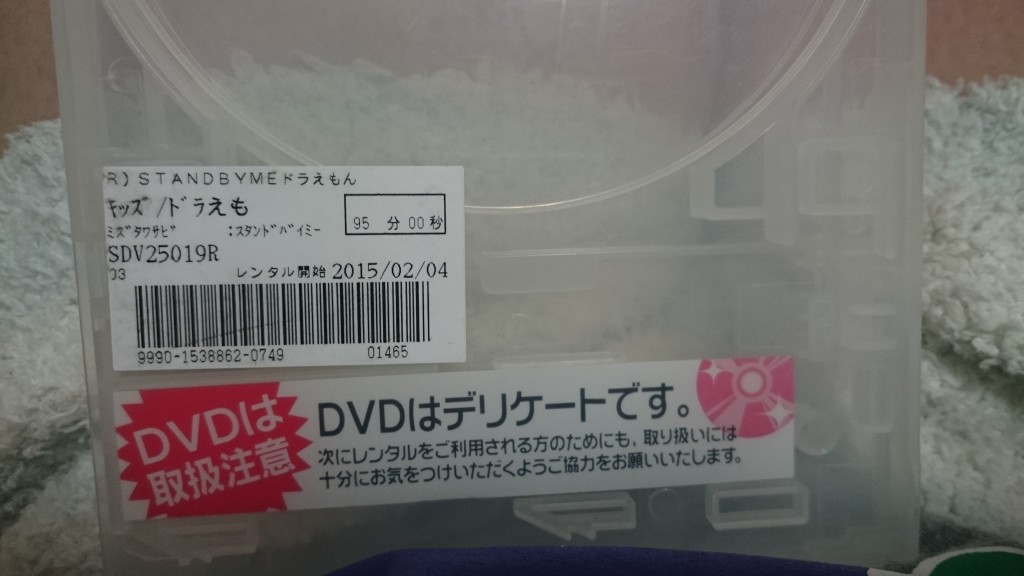 R)STANDBYMEドラえもん
ｷｯｽﾞ/ﾄﾞﾗえも
95 分 00 秒
ﾐｽﾞﾀﾜｻﾋﾞ :ｽﾀﾝﾄﾞﾊﾞｲﾐｰ
SDV25019R
03 レンタル開始 2015/02/04
9990-1538862-0749 01465
DVDは
取扱注意
DVDはデリケートです。
次にレンタルをご利用される方のためにも、取り扱いには
十分にお気をつけいただくようご協力をお願いいたします。